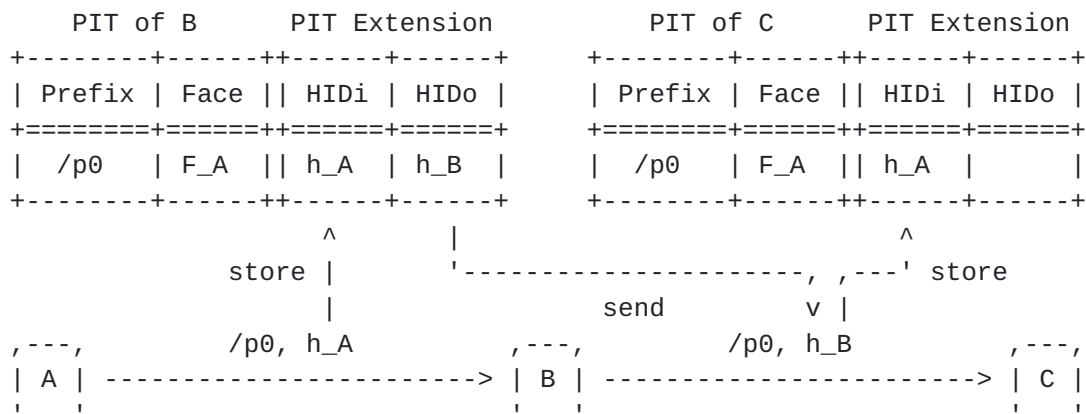 PIT of B      PIT Extension            PIT of C      PIT Extension
+--------+------++------+------+     +--------+------++------+------+
| Prefix | Face || HIDi | HIDo |     | Prefix | Face || HIDi | HIDo |
+========+======++======+======+     +========+======++======+======+
|  /p0   | F_A  || h_A  | h_B  |     |  /p0   | F_A  || h_A  |      |
+--------+------++------+------+     +--------+------++------+------+
                    ^       |                            ^
              store |       '----------------------, ,---' store
                    |                 send         v |
,---,         /p0, h_A          ,---,         /p0, h_B          ,---,
| A | ------------------------> | B | ------------------------> | C |
'   '                           '   '                           '   '